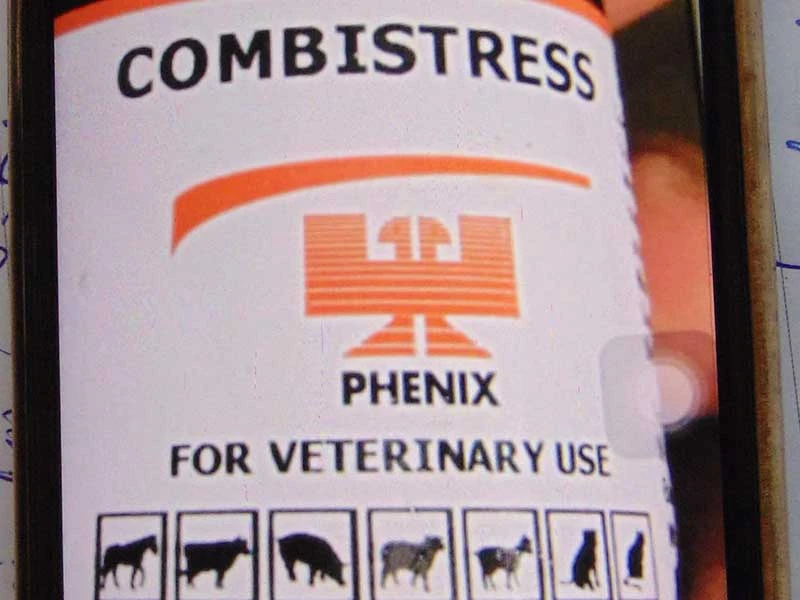 COMBISTRESS
PHENIX
FOR VETERINARY USE